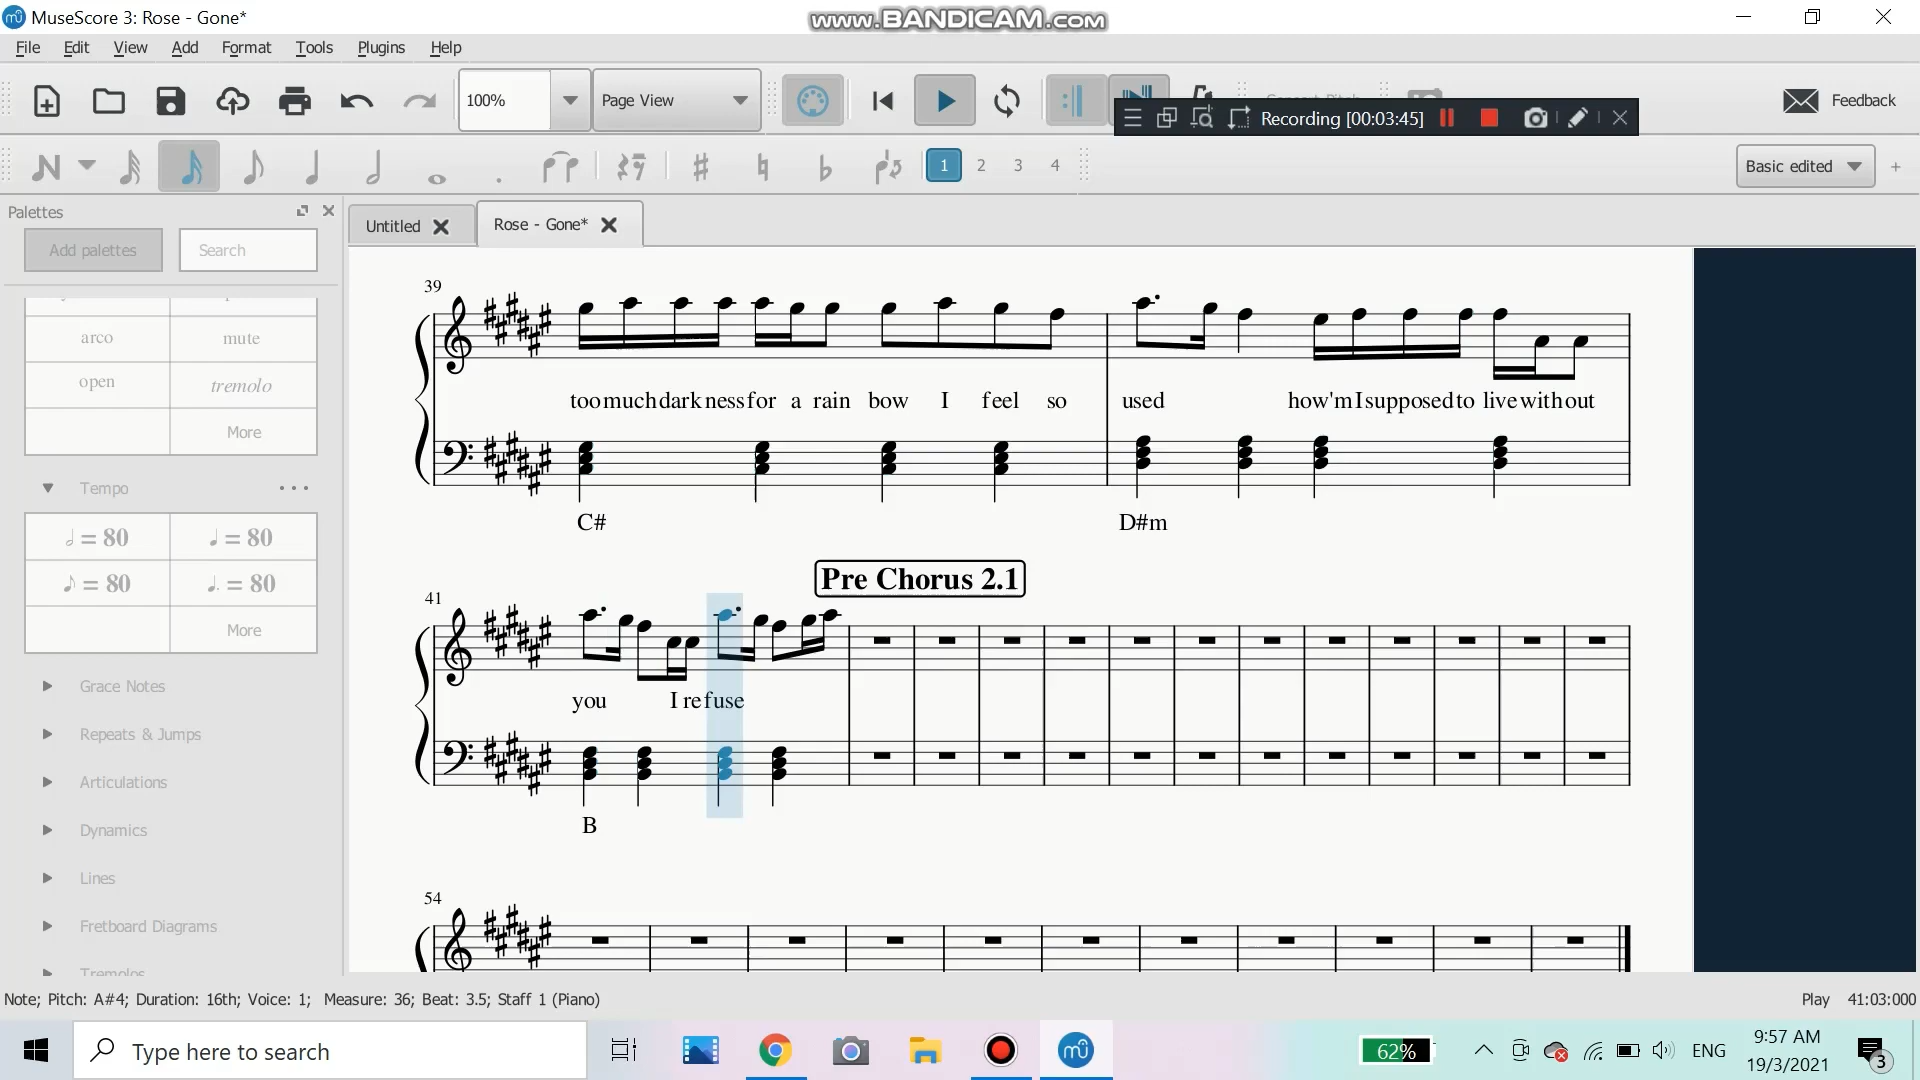 MuseScore 3: Rose - Gone*
www.BANDICAM.com
File Edit View Add Format Tools Plugins Help
100%
Page View
Recording [00:03:45]
Feedback
1 2 3 4
Basic edited
Palettes
Untitled
Rose - Gone*
Add palettes
Search
arco mute
open tremolo
More
Tempo
= 80 = 80
= 80 = 80
More
Grace Notes
Repeats & Jumps
Articulations
Dynamics
Lines
Fretboard Diagrams
Tremolos
39
too much dark ness for a rain bow I feel so used how'm I supposed to live without
C# D#m
Pre Chorus 2.1
41
you I re fuse
B
54
Note; Pitch: A#4; Duration: 16th; Voice: 1; Measure: 36; Beat: 3.5; Staff 1 (Piano)
Play 41:03:000
Type here to search
62%
ENG
9:57 AM
19/3/2021
3